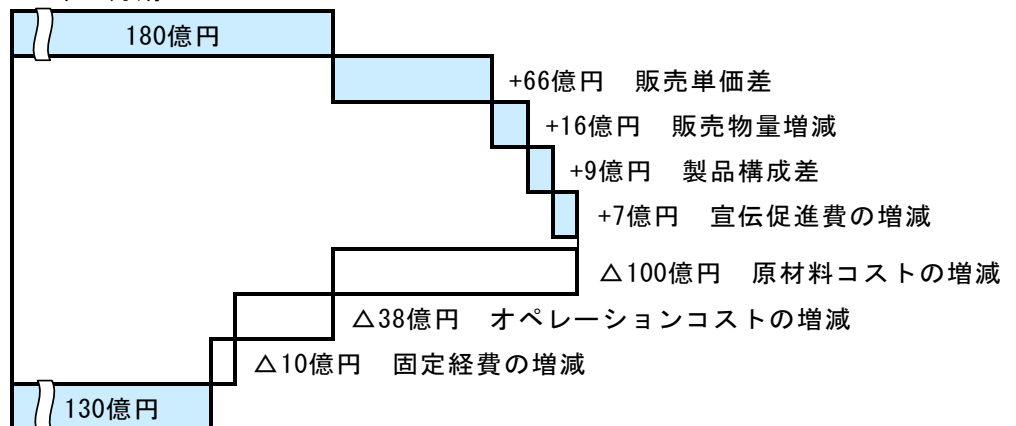 180億円
+66億円 販売単価差
+16億円 販売物量増減
+9億円 製品構成差
+7億円 宣伝促進費の増減
△100億円 原材料コストの増減
△38億円 オペレーションコストの増減
△10億円 固定経費の増減
130億円